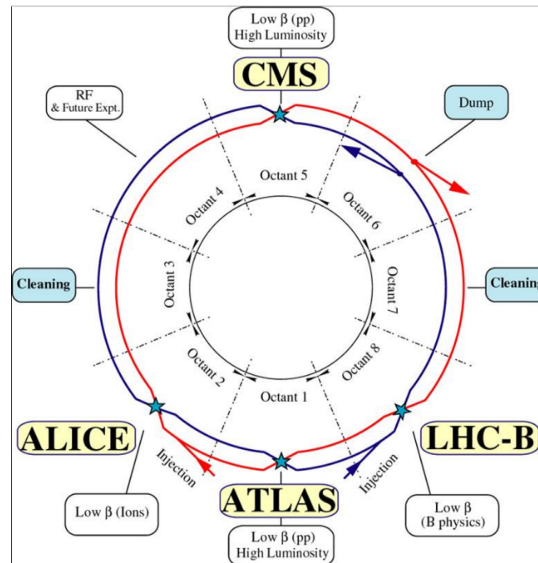 Low β (pp)
High Luminosity
CMS
RF
& Future Expt.
Dump
Octant 5
Octant 4
Octant 6
Cleaning
Octant 3
Octant 7
Cleaning
Octant 2
Octant 8
Octant 1
ALICE
LHC-B
Injection
ATLAS
Injection
Low β (Ions)
Low β
(B physics)
Low β (pp)
High Luminosity